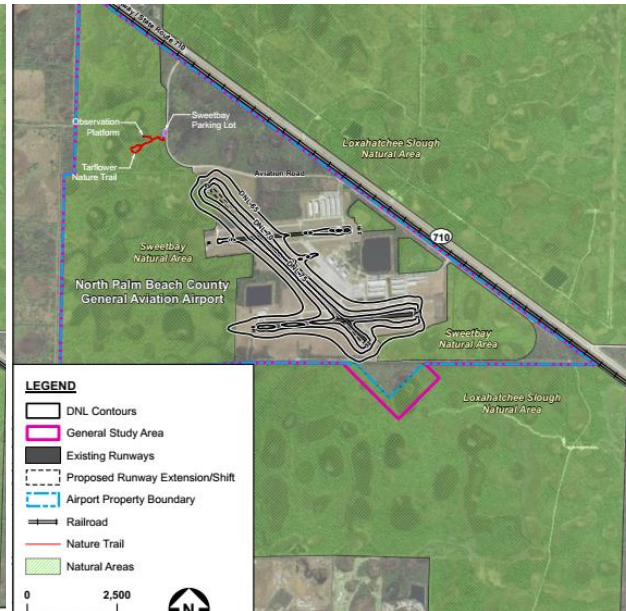 way / State Route 710
Observation
Platform
Sweetbay
Parking Lot
Tarflower
Nature Trail
Loxahatchee Slough
Natural Area
Aviation Road
DNL-65
DNL-70
DNL-75
710
Sweetbay
Natural Area
North Palm Beach County
General Aviation Airport
Sweetbay
Natural Area
Loxahatchee Slough
Natural Area
LEGEND
DNL Contours
General Study Area
Existing Runways
Proposed Runway Extension/Shift
Airport Property Boundary
Railroad
Nature Trail
Natural Areas
0 2,500
N